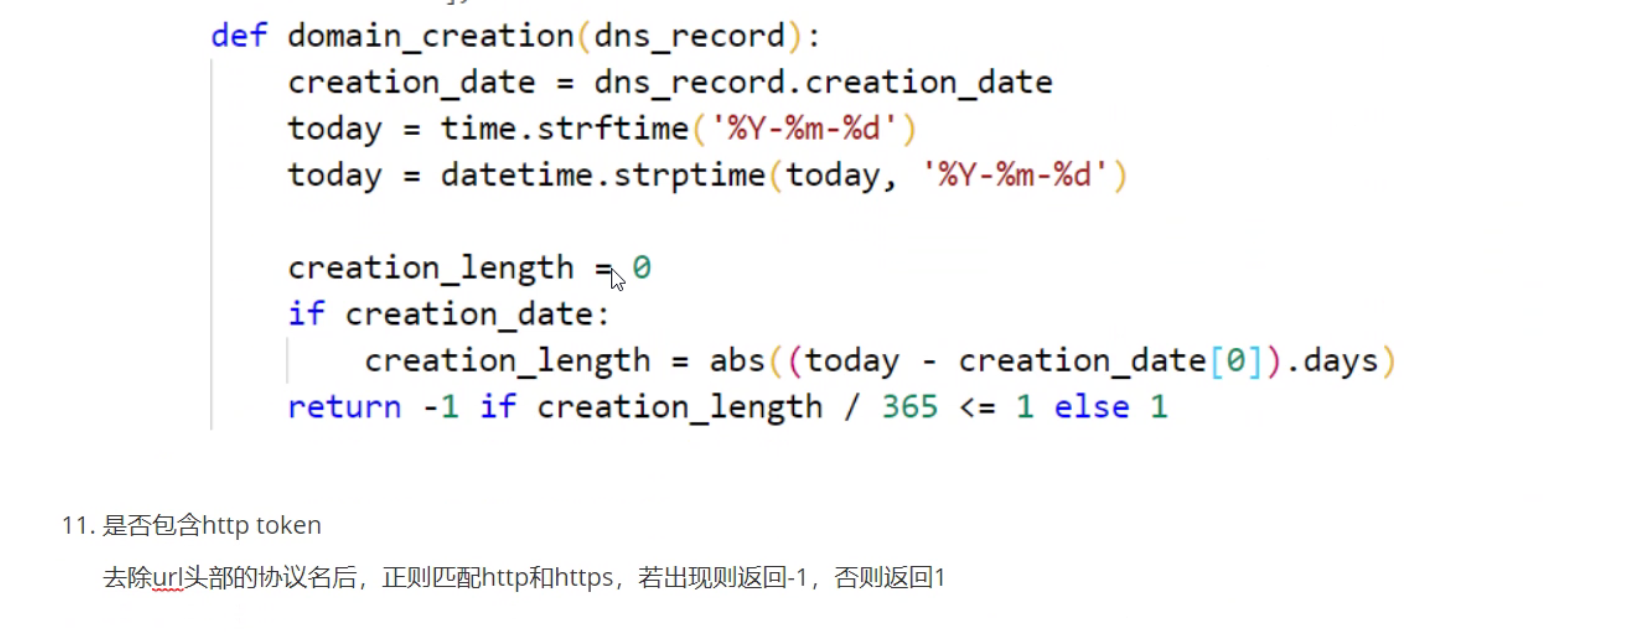 def domain_creation(dns_record):
creation_date = dns_record.creation_date
today = time.strftime('%Y-%m-%d')
today = datetime.strptime(today, '%Y-%m-%d')
creation_length = 0
if creation_date:
creation_length = abs((today - creation_date[0]).days)
return -1 if creation_length / 365 <= 1 else 1
11. 是否包含http token
去除url头部的协议名后，正则匹配http和https，若出现则返回-1，否则返回1